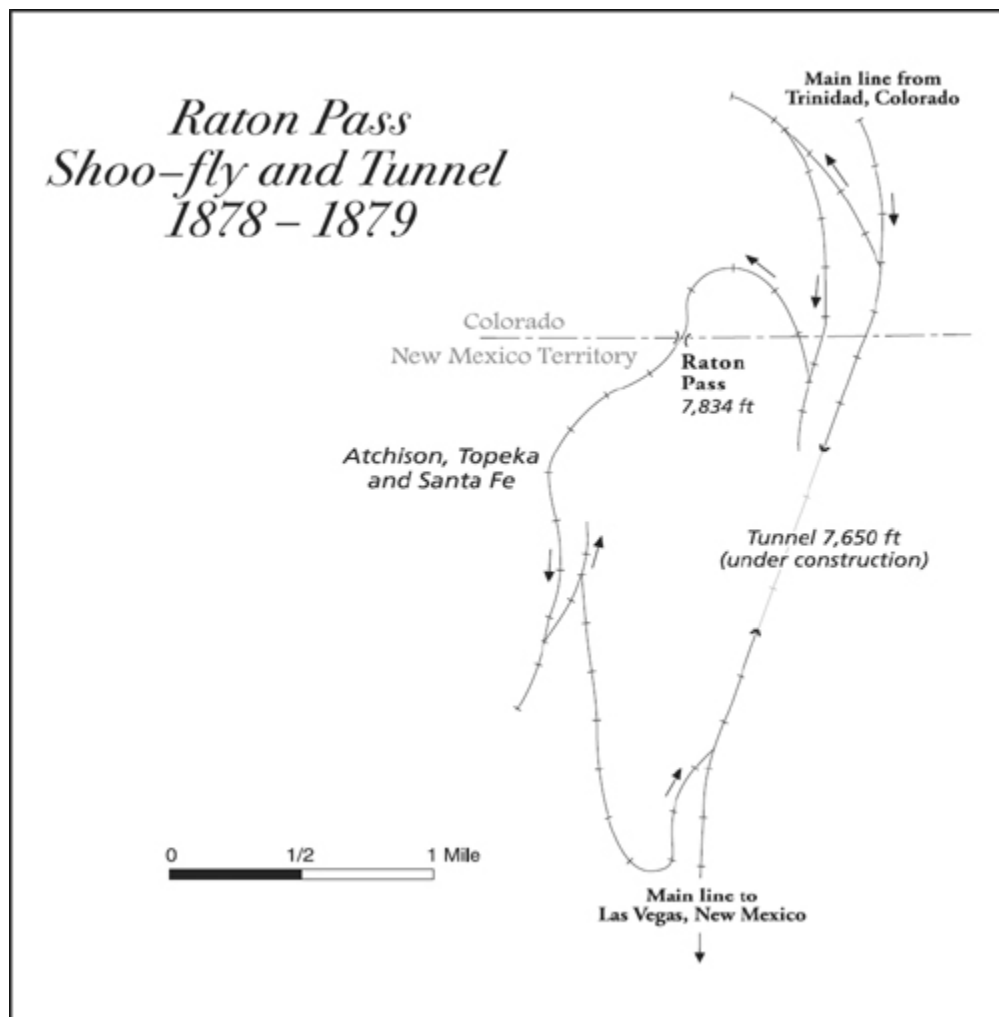 Raton Pass
Shoo–fly and Tunnel
1878 – 1879
Main line from
Trinidad, Colorado
Colorado
New Mexico Territory
Raton
Pass
7,834 ft
Atchison, Topeka
and Santa Fe
Tunnel 7,650 ft
(under construction)
0 1/2 1 Mile
Main line to
Las Vegas, New Mexico